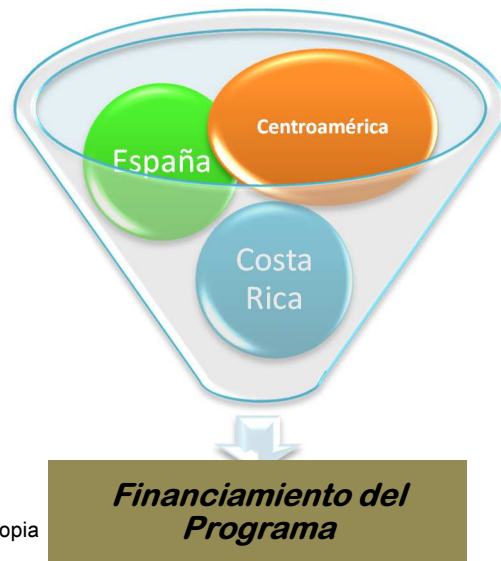 Centroamérica
España
Costa
Rica
Financiamiento del
Programa
opia